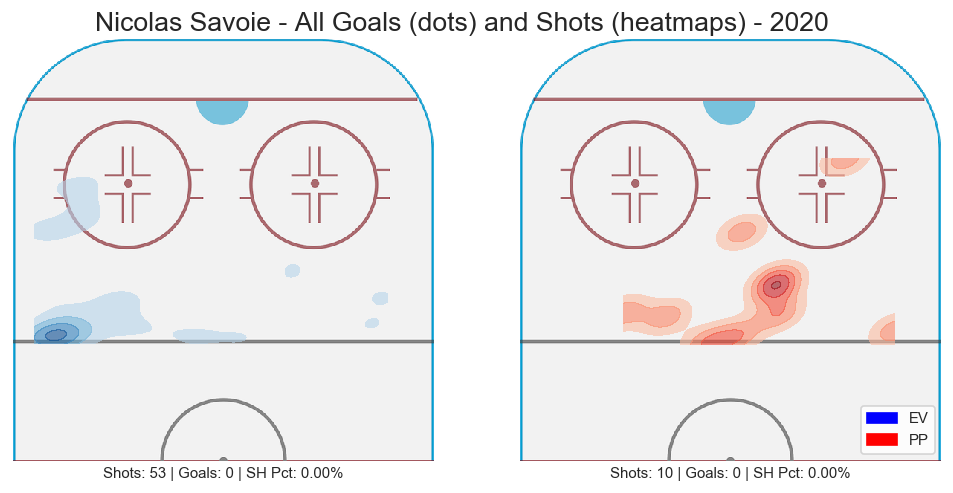 Nicolas Savoie - All Goals (dots) and Shots (heatmaps) - 2020
EV
PP
Shots: 53 | Goals: 0 | SH Pct: 0.00%
Shots: 10 | Goals: 0 | SH Pct: 0.00%